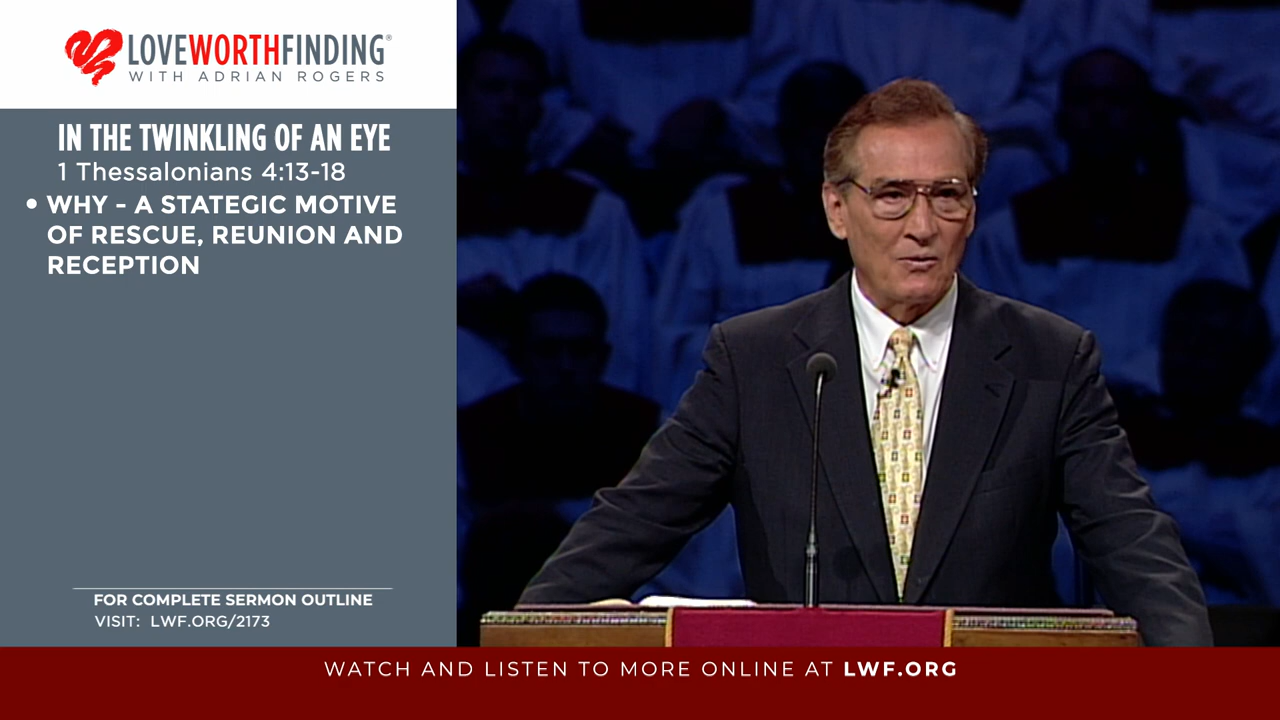 LOVEWORTHFINDING®
WITH ADRIAN ROGERS
IN THE TWINKLING OF AN EYE
1 Thessalonians 4:13-18
• WHY - A STATEGIC MOTIVE
OF RESCUE, REUNION AND
RECEPTION
FOR COMPLETE SERMON OUTLINE
VISIT: LWF.ORG/2173
WATCH AND LISTEN TO MORE ONLINE AT LWF.ORG